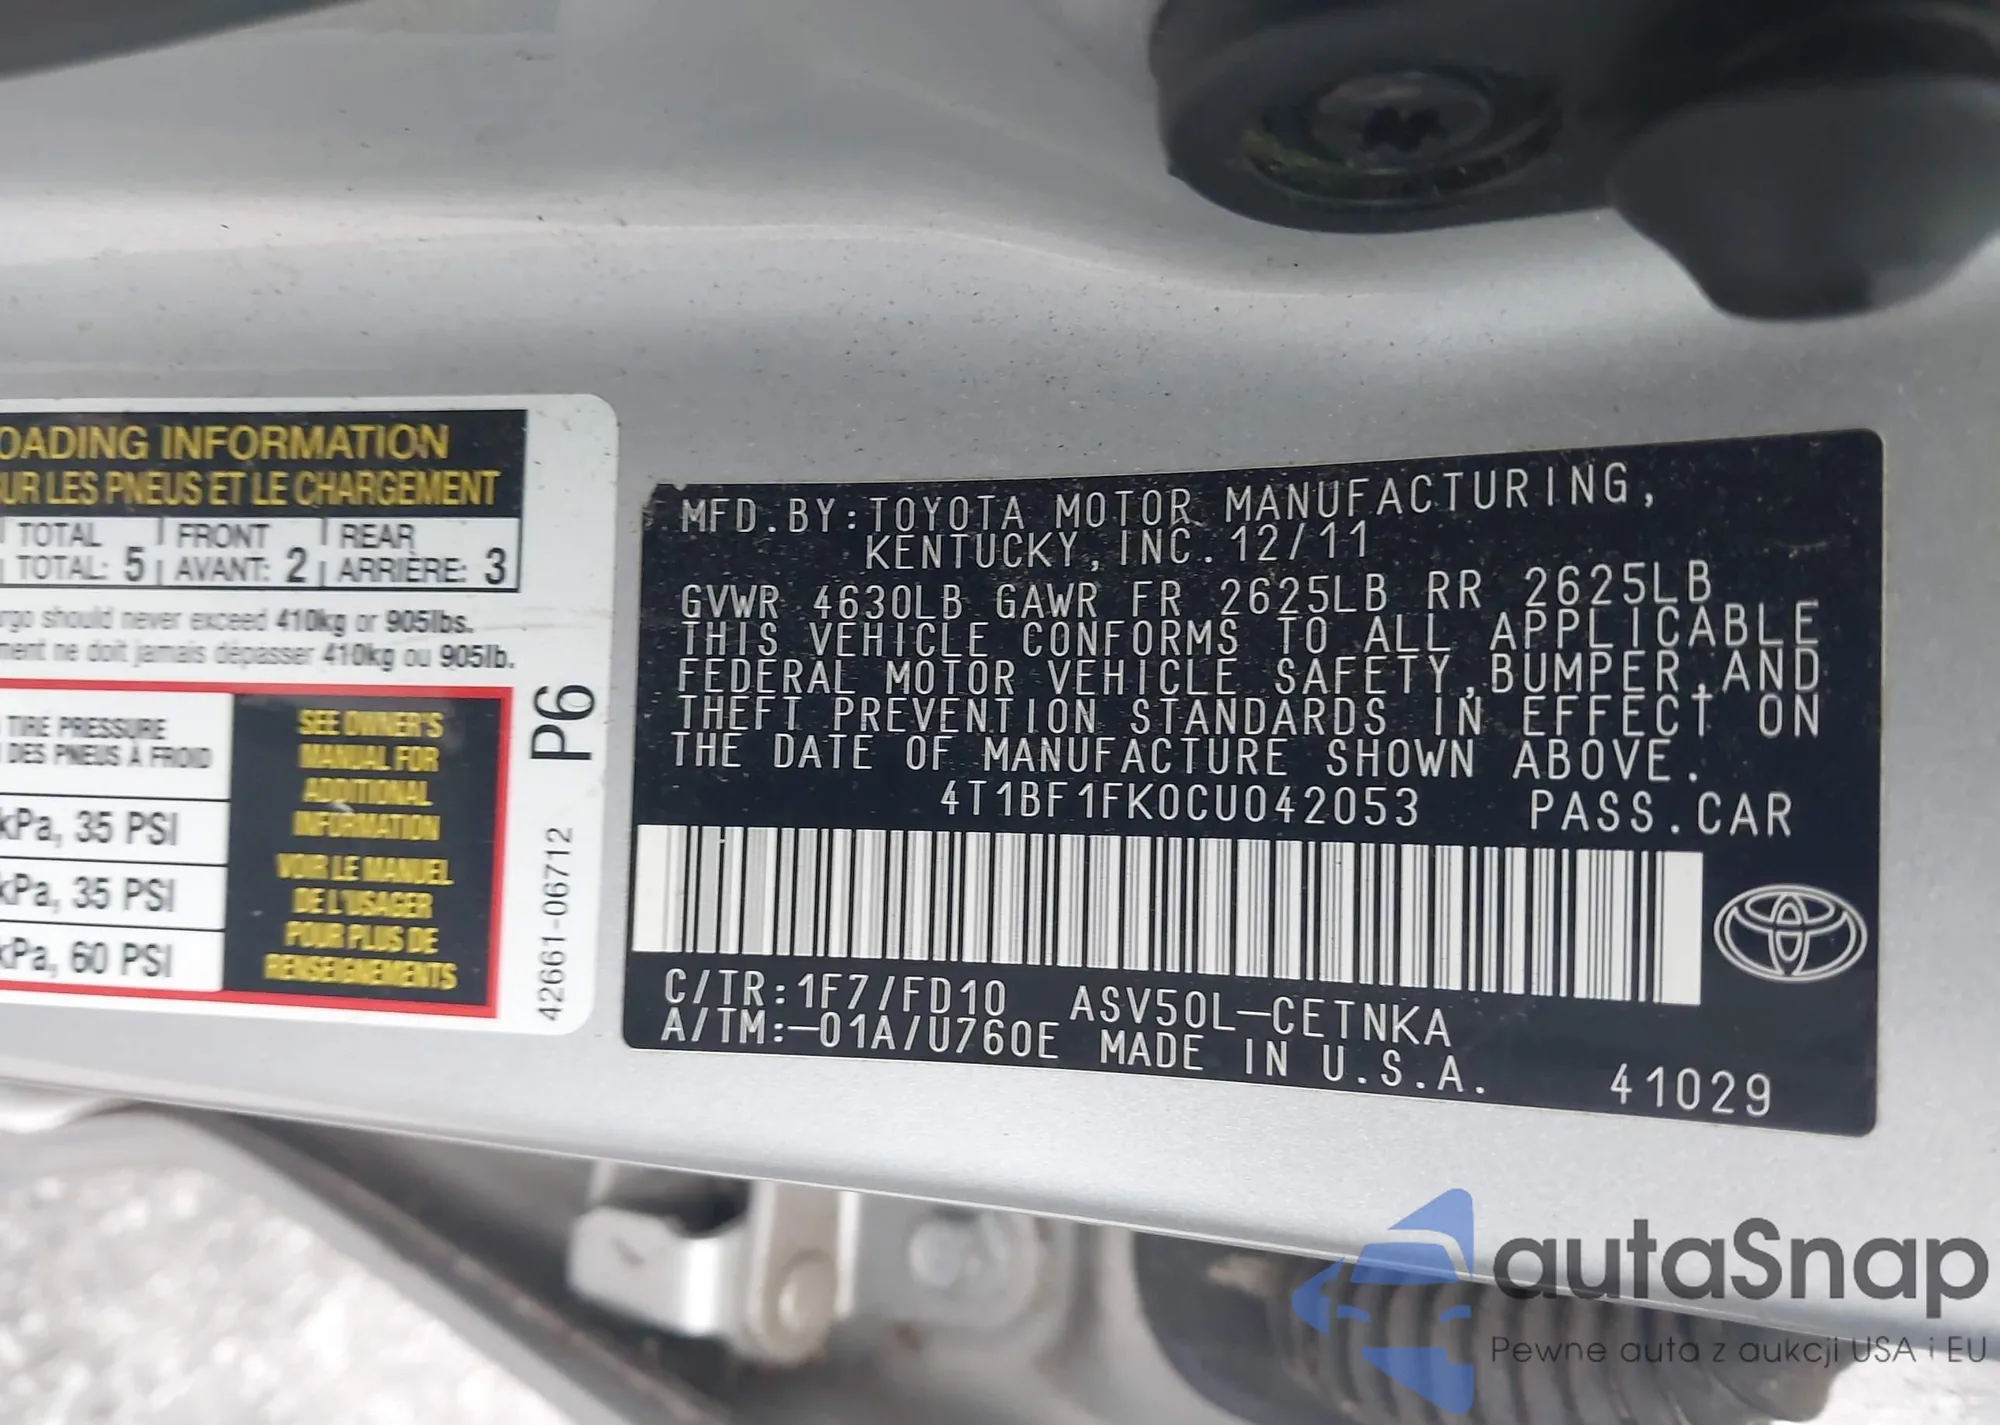 OADING INFORMATION
UR LES PNEUS ET LE CHARGEMENT
TOTAL FRONT REAR
TOTAL: 5 AVANT: 2 ARRIÈRE: 3
rgo should never exceed 410kg or 905lbs.
ment ne doit jamais dépasser 410kg ou 905lb.
TIRE PRESSURE
DES PNEUS À FROID
kPa, 35 PSI
kPa, 35 PSI
kPa, 60 PSI
SEE OWNER'S
MANUAL FOR
ADDITIONAL
INFORMATION
VOIR LE MANUEL
DE L'USAGER
POUR PLUS DE
RENSEIGNEMENTS
P6
42661-06712
MFD.BY:TOYOTA MOTOR MANUFACTURING,
KENTUCKY, INC. 12/11
GVWR 4630LB GAWR FR 2625LB RR 2625LB
THIS VEHICLE CONFORMS TO ALL APPLICABLE
FEDERAL MOTOR VEHICLE SAFETY,BUMPER,AND
THEFT PREVENTION STANDARDS IN EFFECT ON
THE DATE OF MANUFACTURE SHOWN ABOVE.
4T1BF1FK0CU042053 PASS.CAR
C/TR:1F7/FD10 ASV50L-CETNKA
A/TM:-01A/U760E MADE IN U.S.A.
41029
autaSnap
Pewne auta z aukcji USA i EU